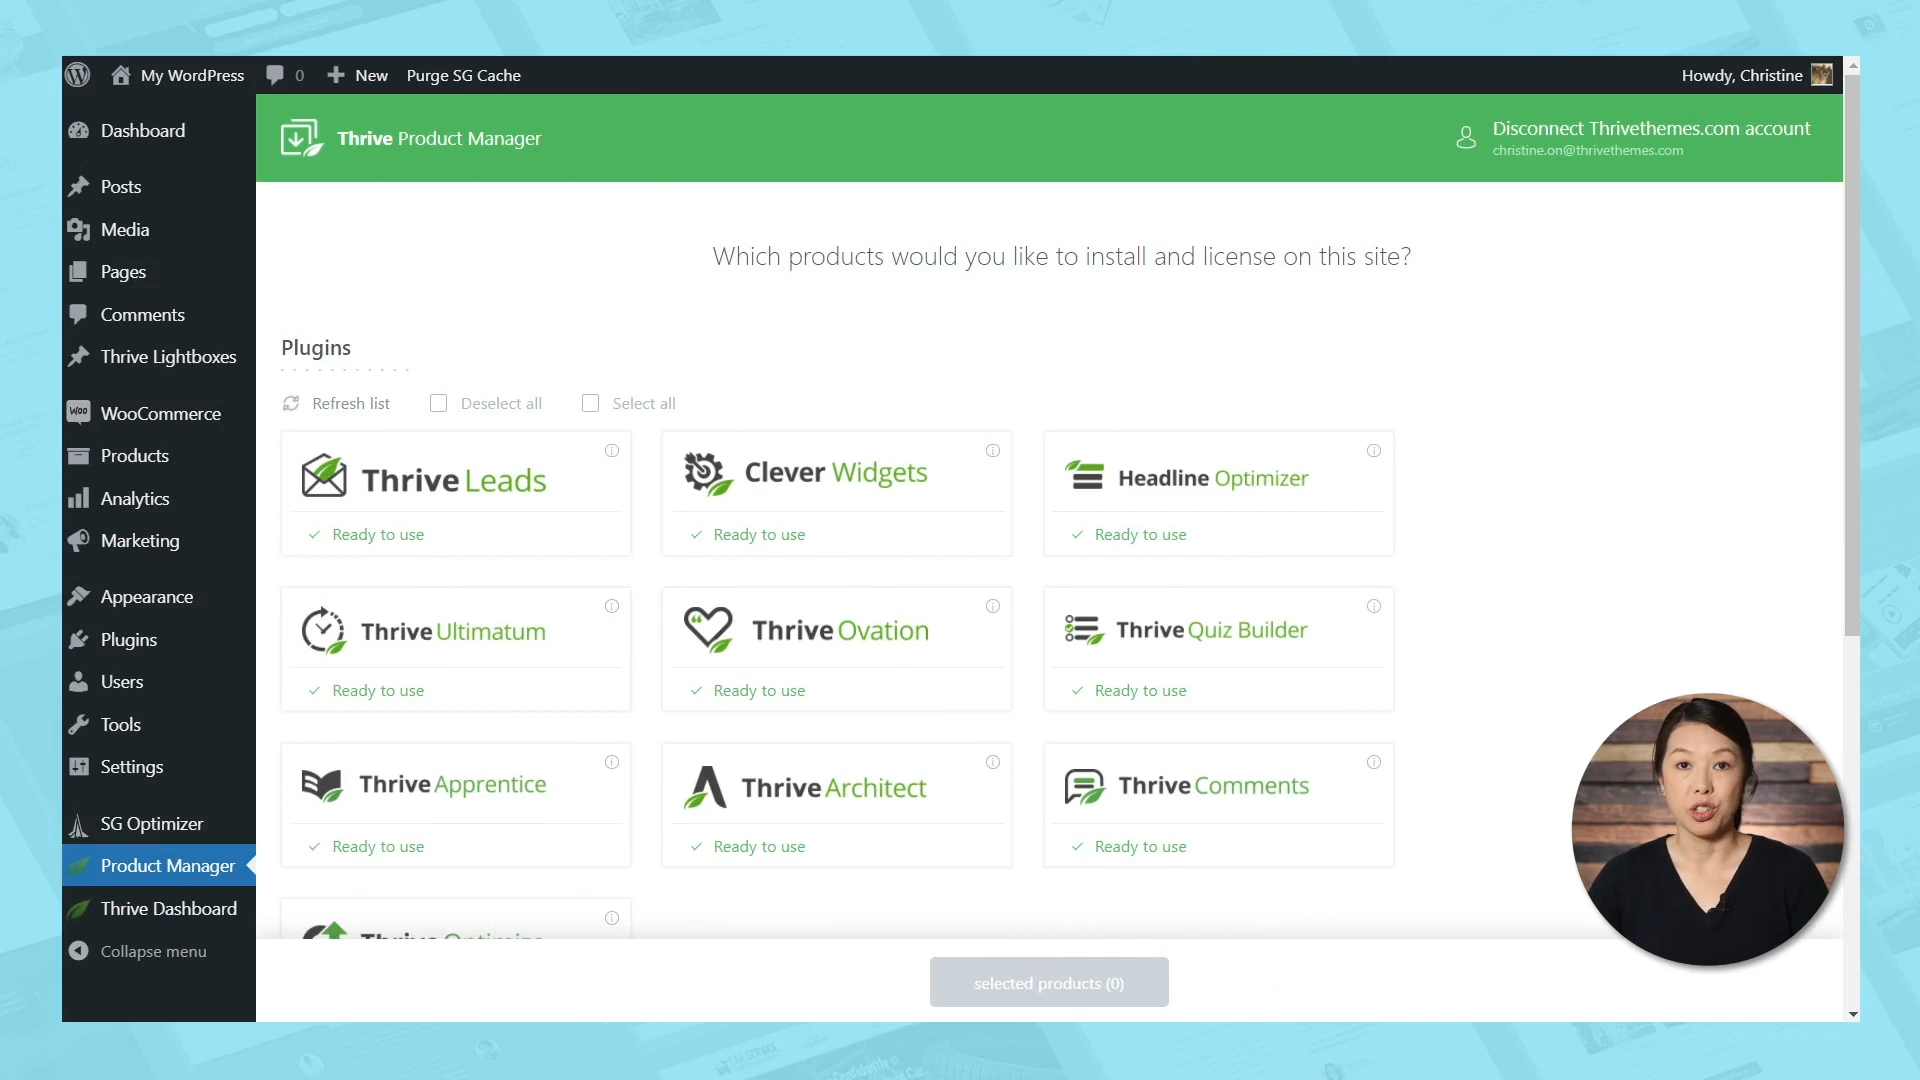 My WordPress 0 New Purge SG Cache Howdy, Christine
Thrive Product Manager
Disconnect Thrivethemes.com account
christine.on@thrivethemes.com
Dashboard
Posts
Media
Pages
Comments
Thrive Lightboxes
Woo WooCommerce
Products
Analytics
Marketing
Appearance
Plugins
Users
Tools
Settings
SG Optimizer
Product Manager
Thrive Dashboard
Collapse menu
Which products would you like to install and license on this site?
Plugins
Refresh list Deselect all Select all
Thrive Leads
Ready to use
Clever Widgets
Ready to use
Headline Optimizer
Ready to use
Thrive Ultimatum
Ready to use
Thrive Ovation
Ready to use
Thrive Quiz Builder
Ready to use
Thrive Apprentice
Ready to use
Thrive Architect
Ready to use
Thrive Comments
Ready to use
Thrive Optimize
selected products (0)